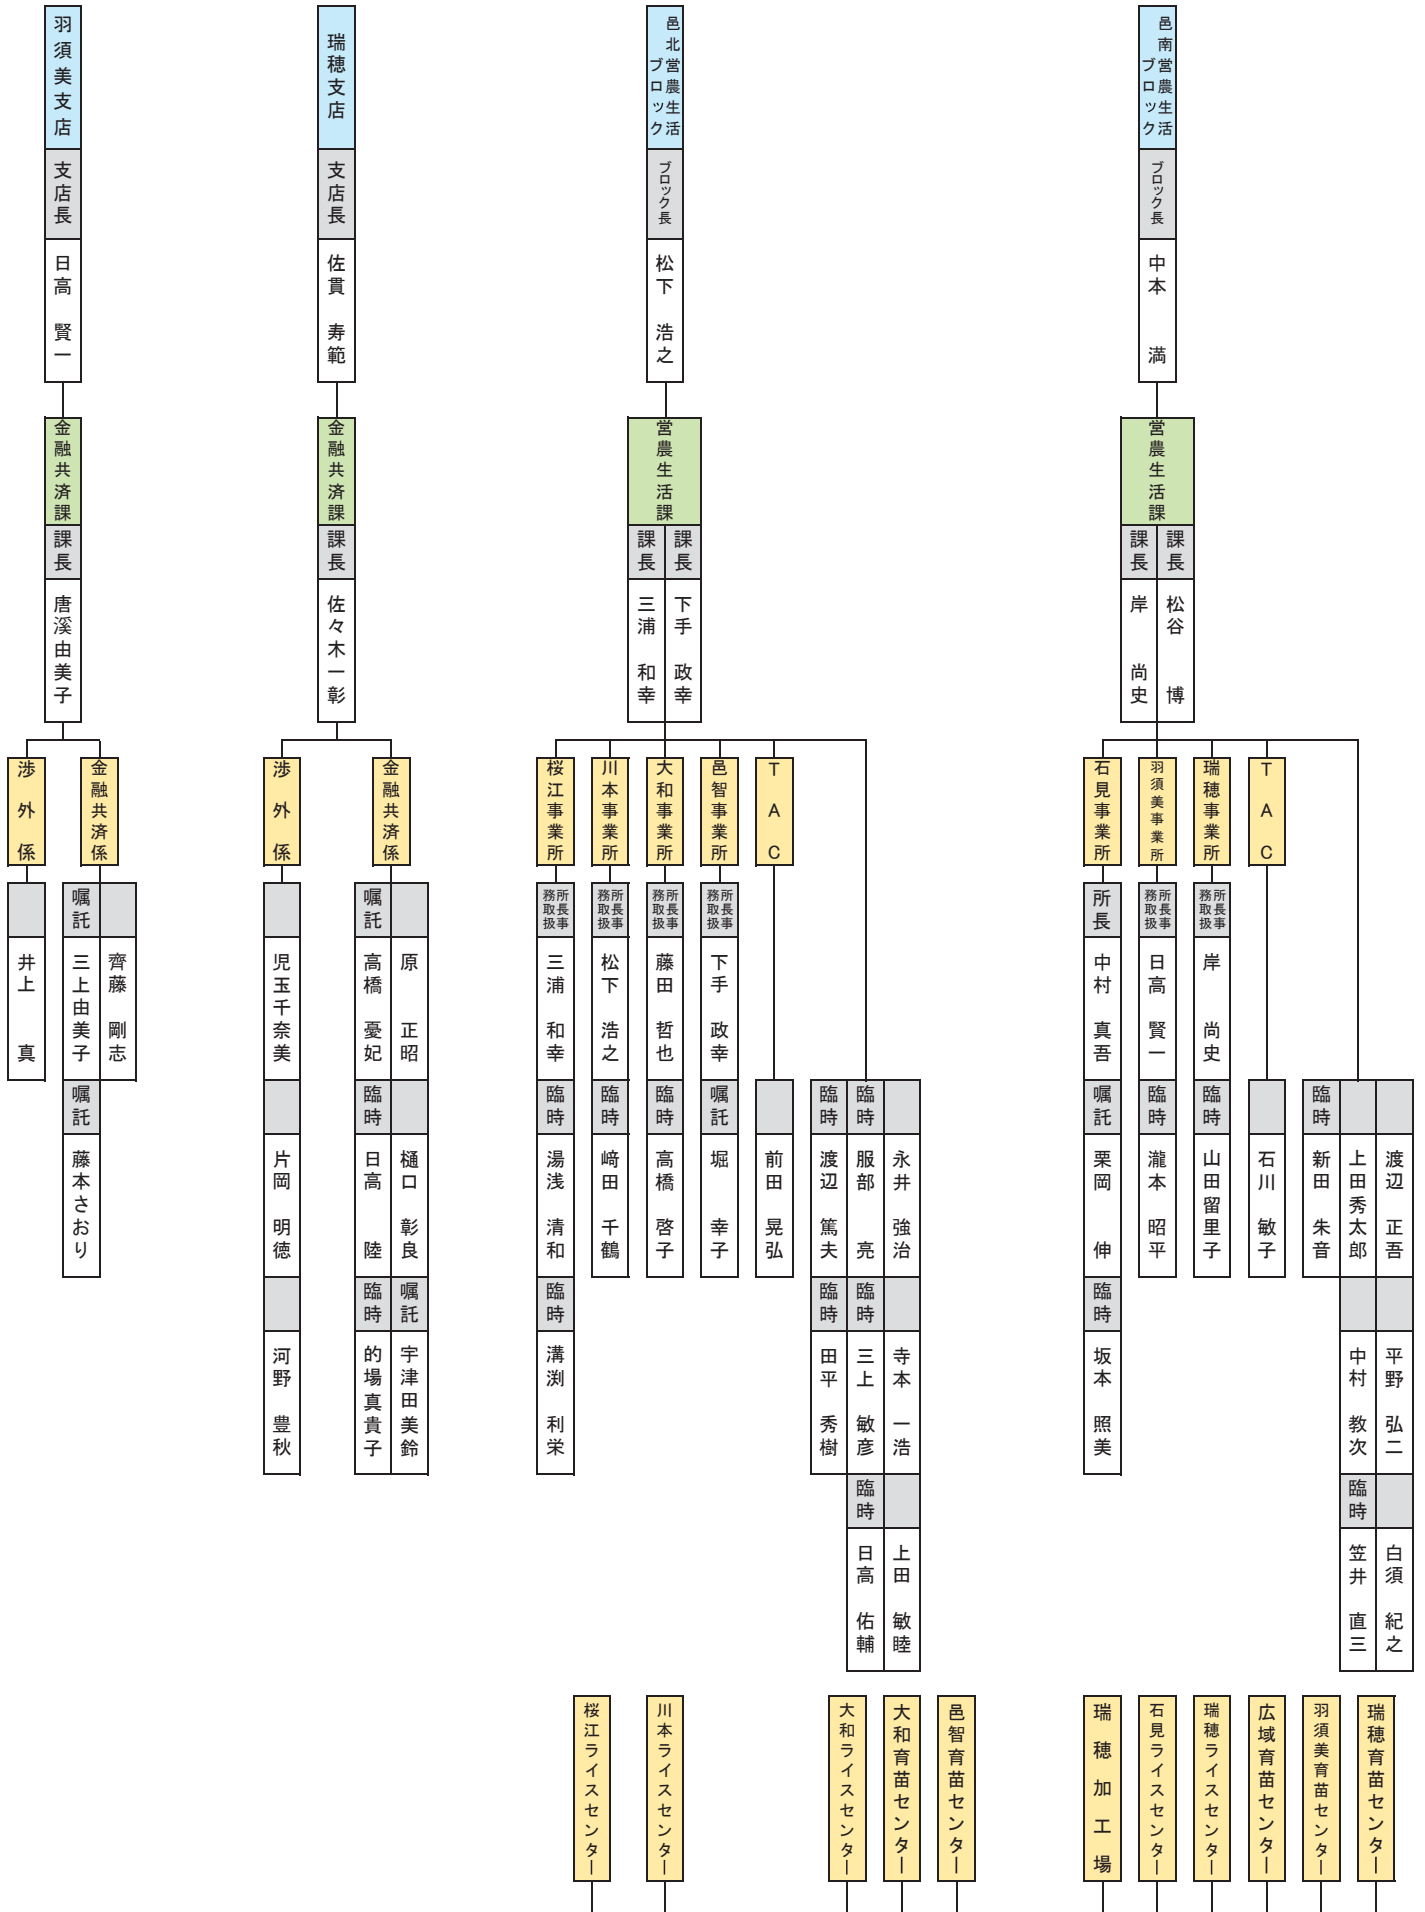 羽須美支店
支店長
日高 賢一
金融共済課
課長
唐溪由美子
渉外係
井上 真
金融共済係
嘱託
三上由美子
齊藤 剛志
嘱託
藤本さおり
瑞穂支店
支店長
佐貫 寿範
金融共済課
課長
佐々木一彰
渉外係
児玉千奈美
片岡 明徳
河野 豊秋
金融共済係
嘱託
高橋 憂妃
原 正昭
臨時
日高 陸
樋口 彰良
臨時
的場真貴子
嘱託
宇津田美鈴
邑北営農生活
ブロック
ブロック長
松下 浩之
営農生活課
課長
三浦 和幸
課長
下手 政幸
桜江事業所
所長事
務取扱
三浦 和幸
臨時
湯浅 清和
臨時
溝渕 利栄
川本事業所
所長事
務取扱
松下 浩之
臨時
﨑田 千鶴
大和事業所
所長事
務取扱
藤田 哲也
臨時
高橋 啓子
邑智事業所
所長事
務取扱
下手 政幸
嘱託
堀 幸子
TAC
前田 晃弘
臨時
渡辺 篤夫
臨時
服部 亮
永井 強治
臨時
田平 秀樹
臨時
三上 敏彦
寺本 一浩
臨時
日高 佑輔
上田 敏睦
邑南営農生活
ブロック
ブロック長
中本 満
営農生活課
課長
岸 尚史
課長
松谷 博
石見事業所
所長
中村 真吾
嘱託
栗岡 伸
臨時
坂本 照美
羽須美事業所
所長事
務取扱
日高 賢一
臨時
瀧本 昭平
瑞穂事業所
所長事
務取扱
岸 尚史
臨時
山田留里子
TAC
石川 敏子
臨時
新田 朱音
上田秀太郎
渡辺 正吾
中村 教次
平野 弘二
臨時
笠井 直三
白須 紀之
桜江ライスセンター
川本ライスセンター
大和ライスセンター
大和育苗センター
邑智育苗センター
瑞穂加工場
石見ライスセンター
瑞穂ライスセンター
広域育苗センター
羽須美育苗センター
瑞穂育苗センター